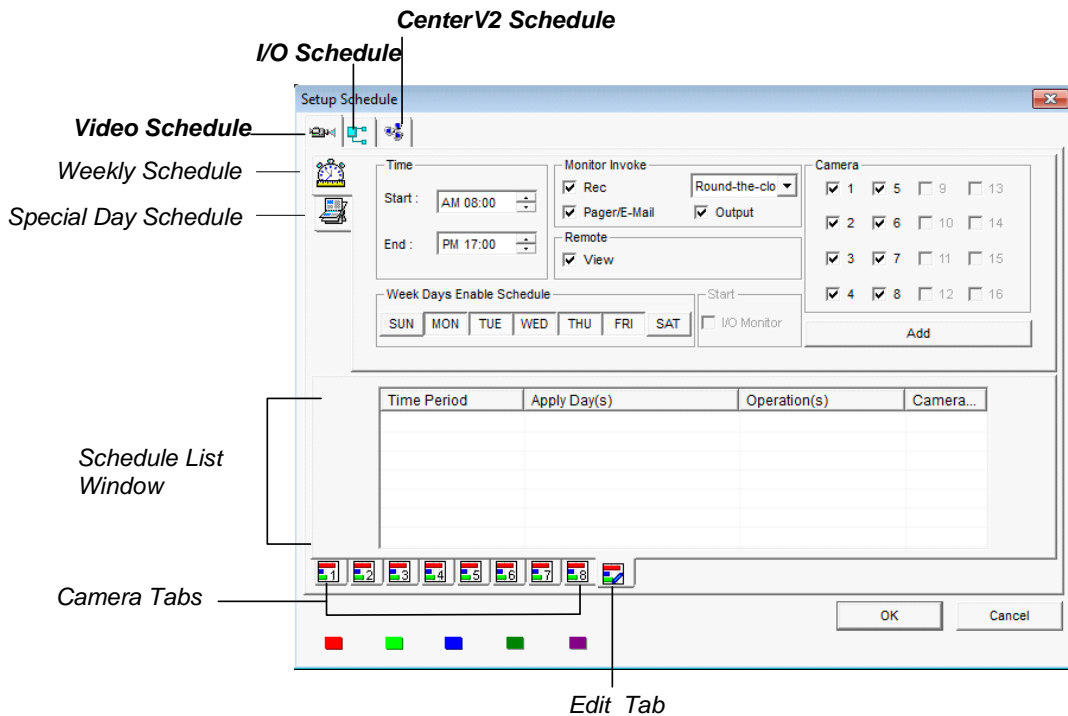 CenterV2 Schedule
I/O Schedule
Setup Schedule
Video Schedule
Weekly Schedule
Special Day Schedule
Time
Start :
AM 08:00
End :
PM 17:00
Monitor Invoke
Rec
Round-the-clo
Pager/E-Mail
Output
Remote
View
Camera
1 5 9 13
2 6 10 14
3 7 11 15
4 8 12 16
Week Days Enable Schedule
SUN MON TUE WED THU FRI SAT
Start
I/O Monitor
Add
Time Period Apply Day(s) Operation(s) Camera...
Schedule List
Window
1 2 3 4 5 6 7 8
Camera Tabs
OK Cancel
Edit Tab